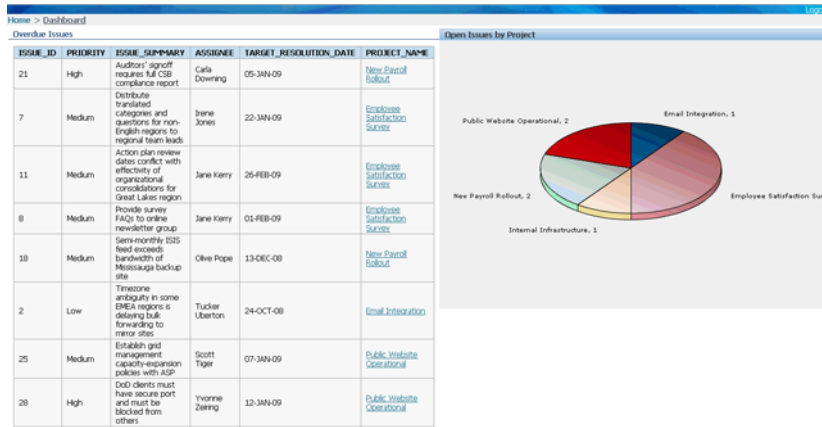 Home > Dashboard
Overdue Issues
ISSUE_ID PRIORITY ISSUE_SUMMARY ASSIGNEE TARGET_RESOLUTION_DATE PROJECT_NAME
21 High Auditors' signoff requires full CSB compliance report Carla Downing 05-JAN-09 New Payroll Rollout
7 Medium Distribute translated categories and questions for non-English regions to regional team leads Irene Jones 22-JAN-09 Employee Satisfaction Survey
11 Medium Action plan review dates conflict with effectivity of organizational consolidations for Great Lakes region Jane Kerry 26-FEB-09 Employee Satisfaction Survey
8 Medium Provide survey FAQs to online newsletter group Jane Kerry 01-FEB-09 Employee Satisfaction Survey
18 Medium Semi-monthly ISIS feed exceeds bandwidth of Mississauga backup site Olive Pope 13-DEC-08 New Payroll Rollout
2 Low Timezone ambiguity in some EMEA regions is delaying bulk forwarding to mirror sites Tucker Uberton 24-OCT-08 Email Integration
25 Medium Establish grid management capacity-expansion policies with ASP Scott Tiger 07-JAN-09 Public Website Operational
28 High DoD clients must have secure port and must be blocked from others Yvonne Zeiring 12-JAN-09 Public Website Operational
Open Issues by Project
Public Website Operational, 2
Email Integration, 1
New Payroll Rollout, 2
Employee Satisfaction Sur
Internal Infrastructure, 1